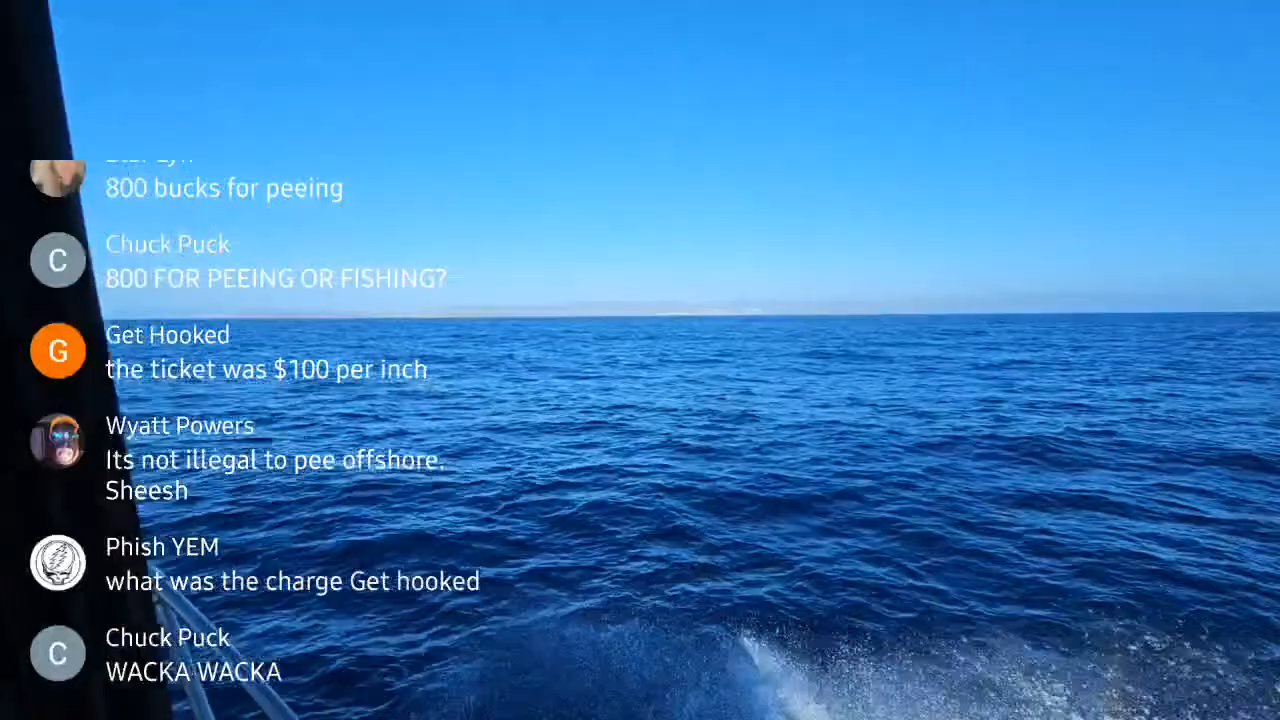 800 bucks for peeing
C
Chuck Puck
800 FOR PEEING OR FISHING?
G
Get Hooked
the ticket was $100 per inch
Wyatt Powers
Its not illegal to pee offshore.
Sheesh
Phish YEM
what was the charge Get hooked
C
Chuck Puck
WACKA WACKA